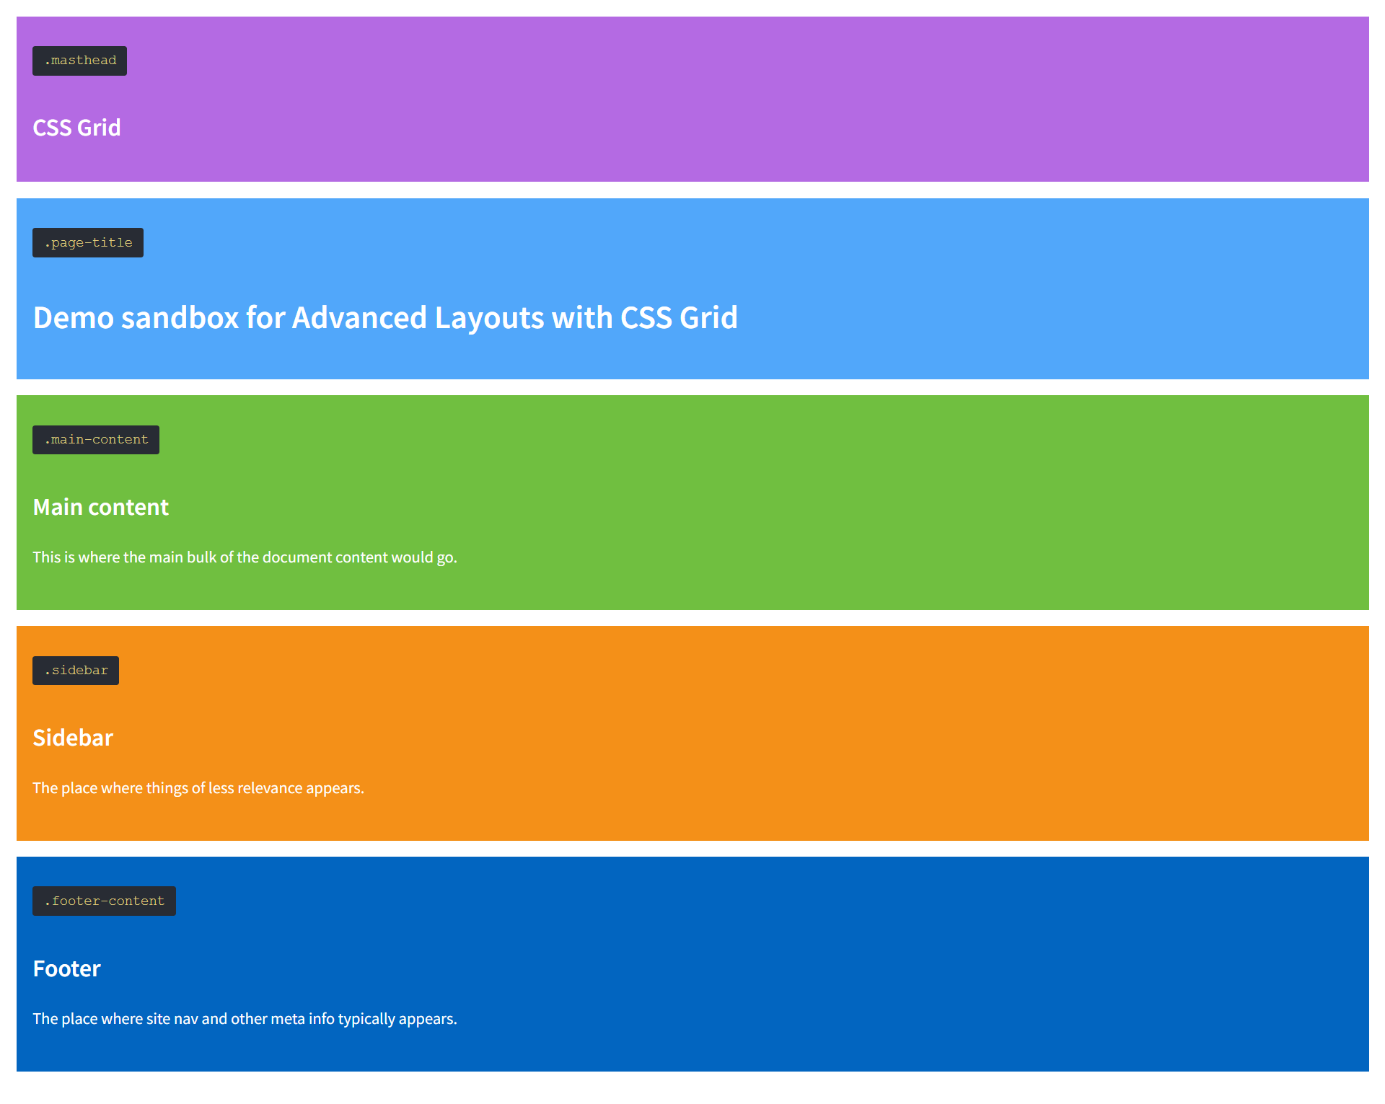 .masthead
CSS Grid
.page-title
Demo sandbox for Advanced Layouts with CSS Grid
.main-content
Main content
This is where the main bulk of the document content would go.
.sidebar
Sidebar
The place where things of less relevance appears.
.footer-content
Footer
The place where site nav and other meta info typically appears.